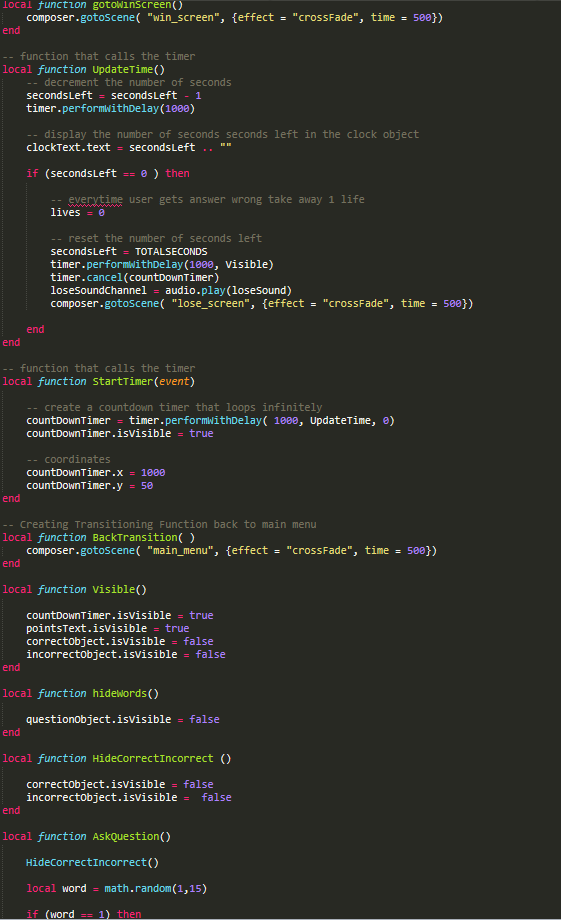 local function gotoWinScreen()
    composer.gotoScene( "win_screen", {effect = "crossFade", time = 500})
end

-- function that calls the timer
local function UpdateTime()
    -- decrement the number of seconds
    secondsLeft = secondsLeft - 1
    timer.performWithDelay(1000)

    -- display the number of seconds seconds left in the clock object
    clockText.text = secondsLeft .. ""

    if (secondsLeft == 0 ) then

        -- everytime user gets answer wrong take away 1 life
        lives = 0

        -- reset the number of seconds left
        secondsLeft = TOTALSECONDS
        timer.performWithDelay(1000, Visible)
        timer.cancel(countDownTimer)
        loseSoundChannel = audio.play(loseSound)
        composer.gotoScene( "lose_screen", {effect = "crossFade", time = 500})

    end
end

-- function that calls the timer
local function StartTimer(event)

    -- create a countdown timer that loops infinitely
    countDownTimer = timer.performWithDelay( 1000, UpdateTime, 0)
    countDownTimer.isVisible = true

    -- coordinates
    countDownTimer.x = 1000
    countDownTimer.y = 50
end

-- Creating Transitioning Function back to main menu
local function BackTransition( )
    composer.gotoScene( "main_menu", {effect = "crossFade", time = 500})
end

local function Visible()

    countDownTimer.isVisible = true
    pointsText.isVisible = true
    correctObject.isVisible = false
    incorrectObject.isVisible = false
end

local function hideWords()

    questionObject.isVisible = false
end

local function HideCorrectIncorrect ()

    correctObject.isVisible = false
    incorrectObject.isVisible =  false
end

local function AskQuestion()

    HideCorrectIncorrect()

    local word = math.random(1,15)

    if (word == 1) then